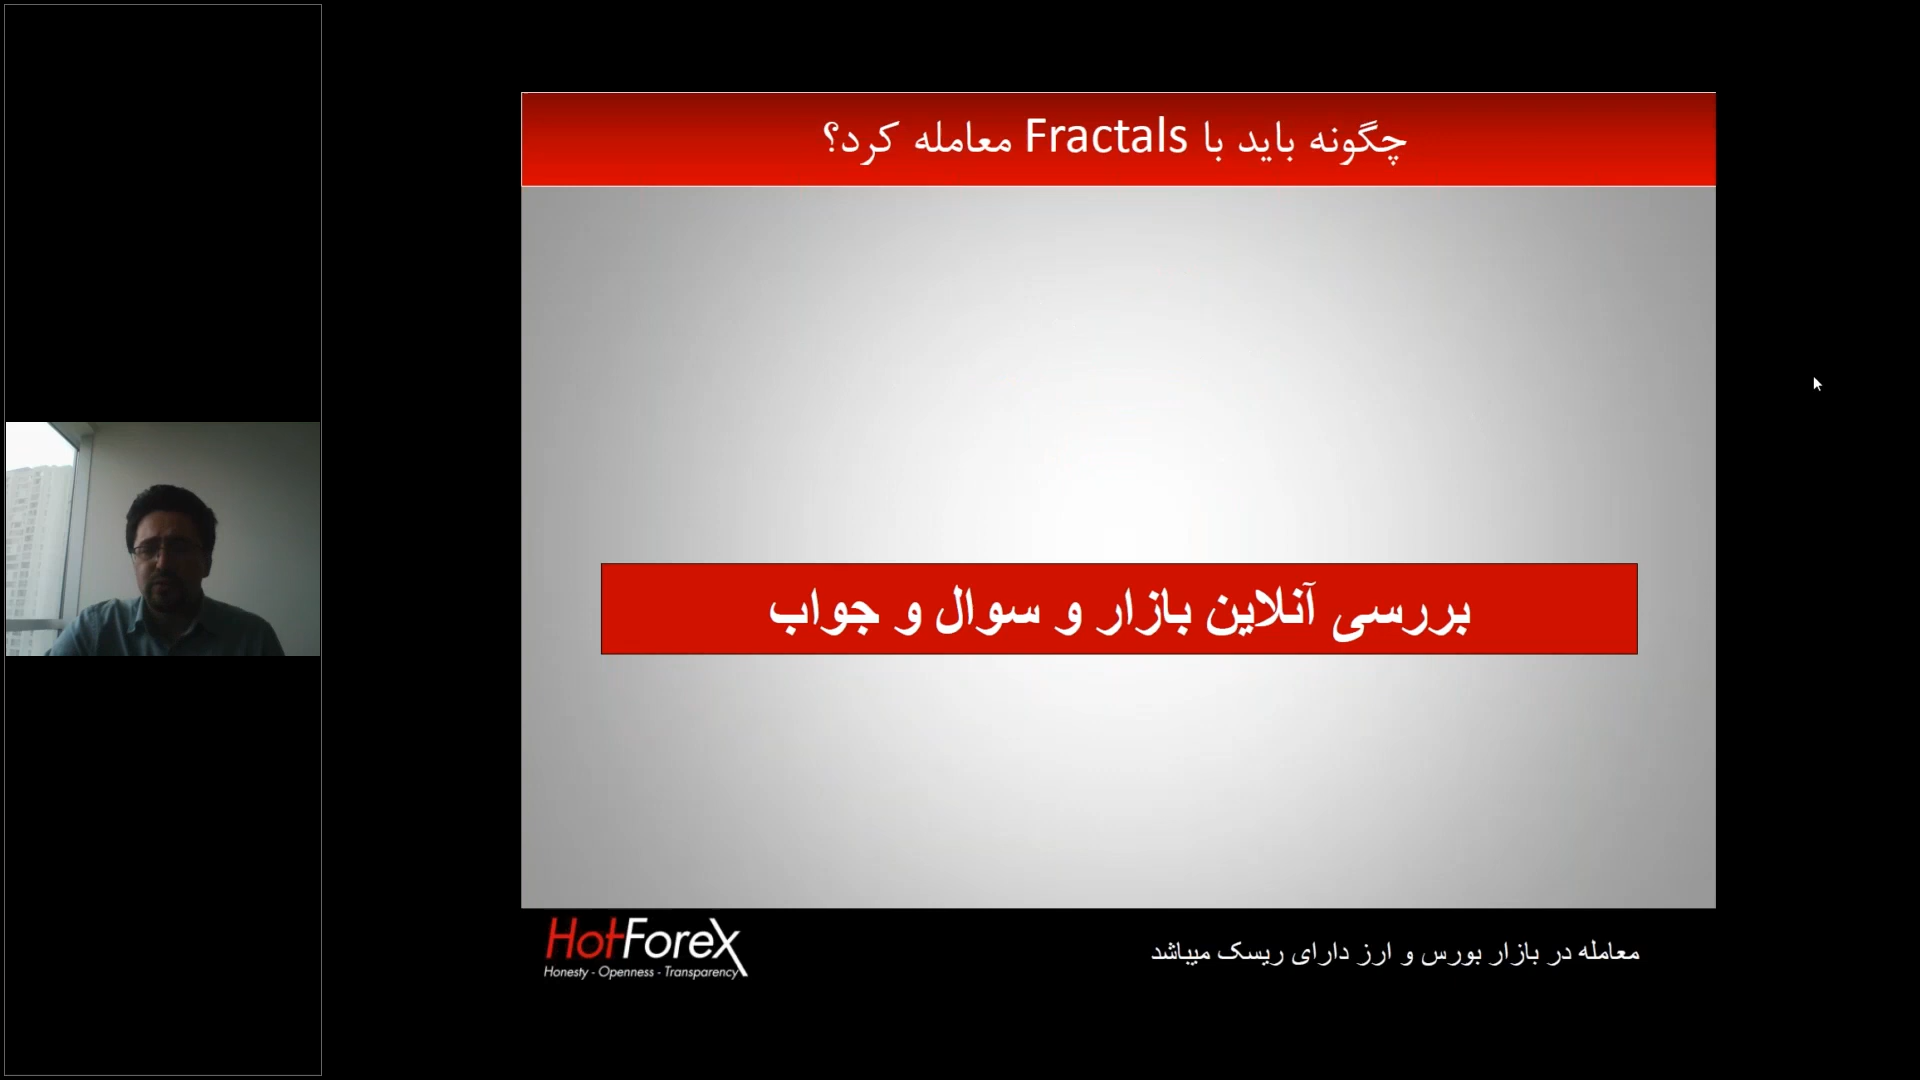 چگونه باید با Fractals معامله کرد؟
بررسی آنلاین بازار و سوال و جواب
HotForex
Honesty - Openness - Transparency
معامله در بازار بورس و ارز دارای ریسک میباشد